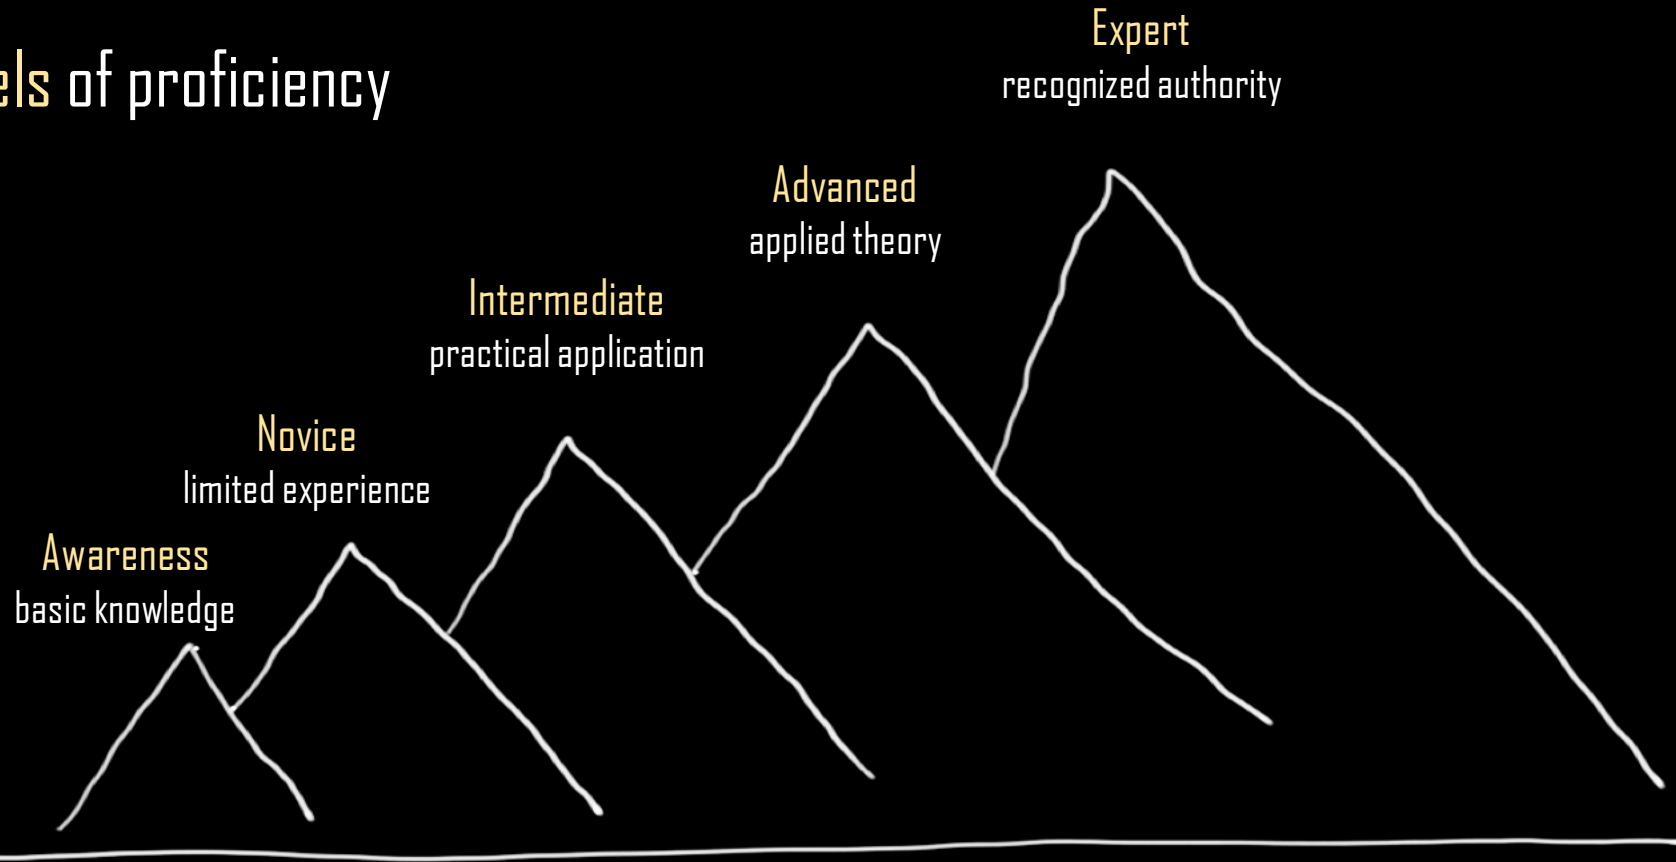 els of proficiency
Expert
recognized authority
Advanced
applied theory
Intermediate
practical application
Novice
limited experience
Awareness
basic knowledge